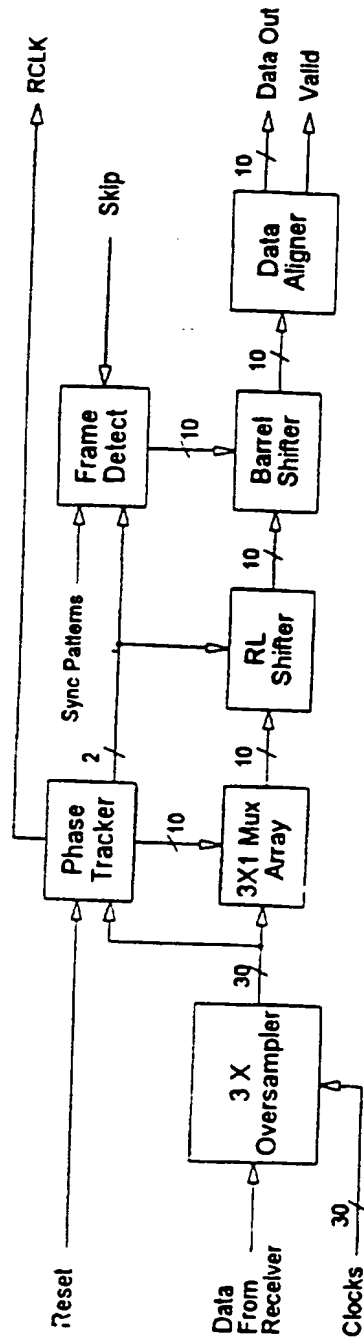 RCLK
Reset
Phase
Tracker
2
Sync Patterns
Frame
Detect
Skip
10
10
Data
From
Receiver
30
Clocks
3 X
Oversampler
30
3X1 Mux
Array
10
RL
Shifter
10
Barrel
Shifter
10
Data
Aligner
10
Data Out
Valid